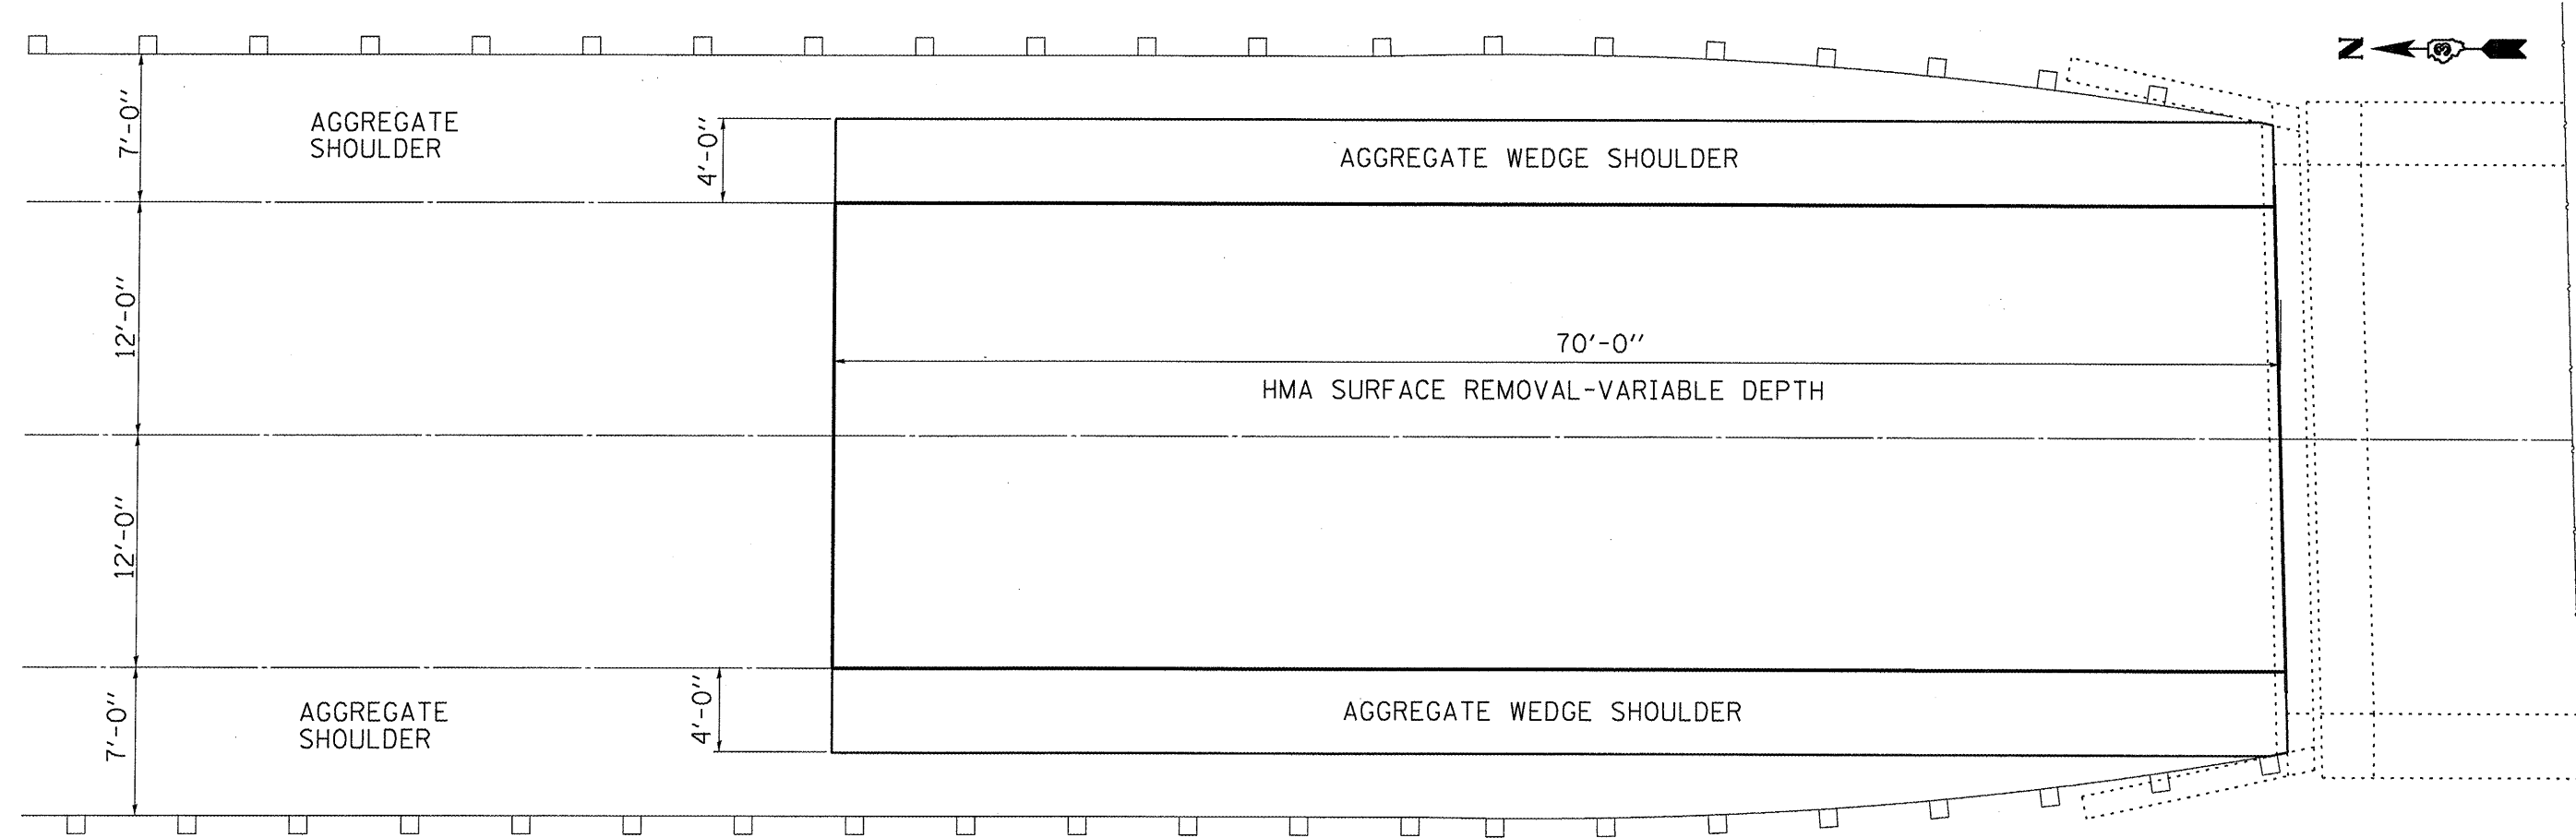 N
3
7'-0"
AGGREGATE
SHOULDER
4'-0"
AGGREGATE WEDGE SHOULDER
12'-0"
70'-0"
HMA SURFACE REMOVAL-VARIABLE DEPTH
12'-0"
7'-0"
AGGREGATE
SHOULDER
4'-0"
AGGREGATE WEDGE SHOULDER